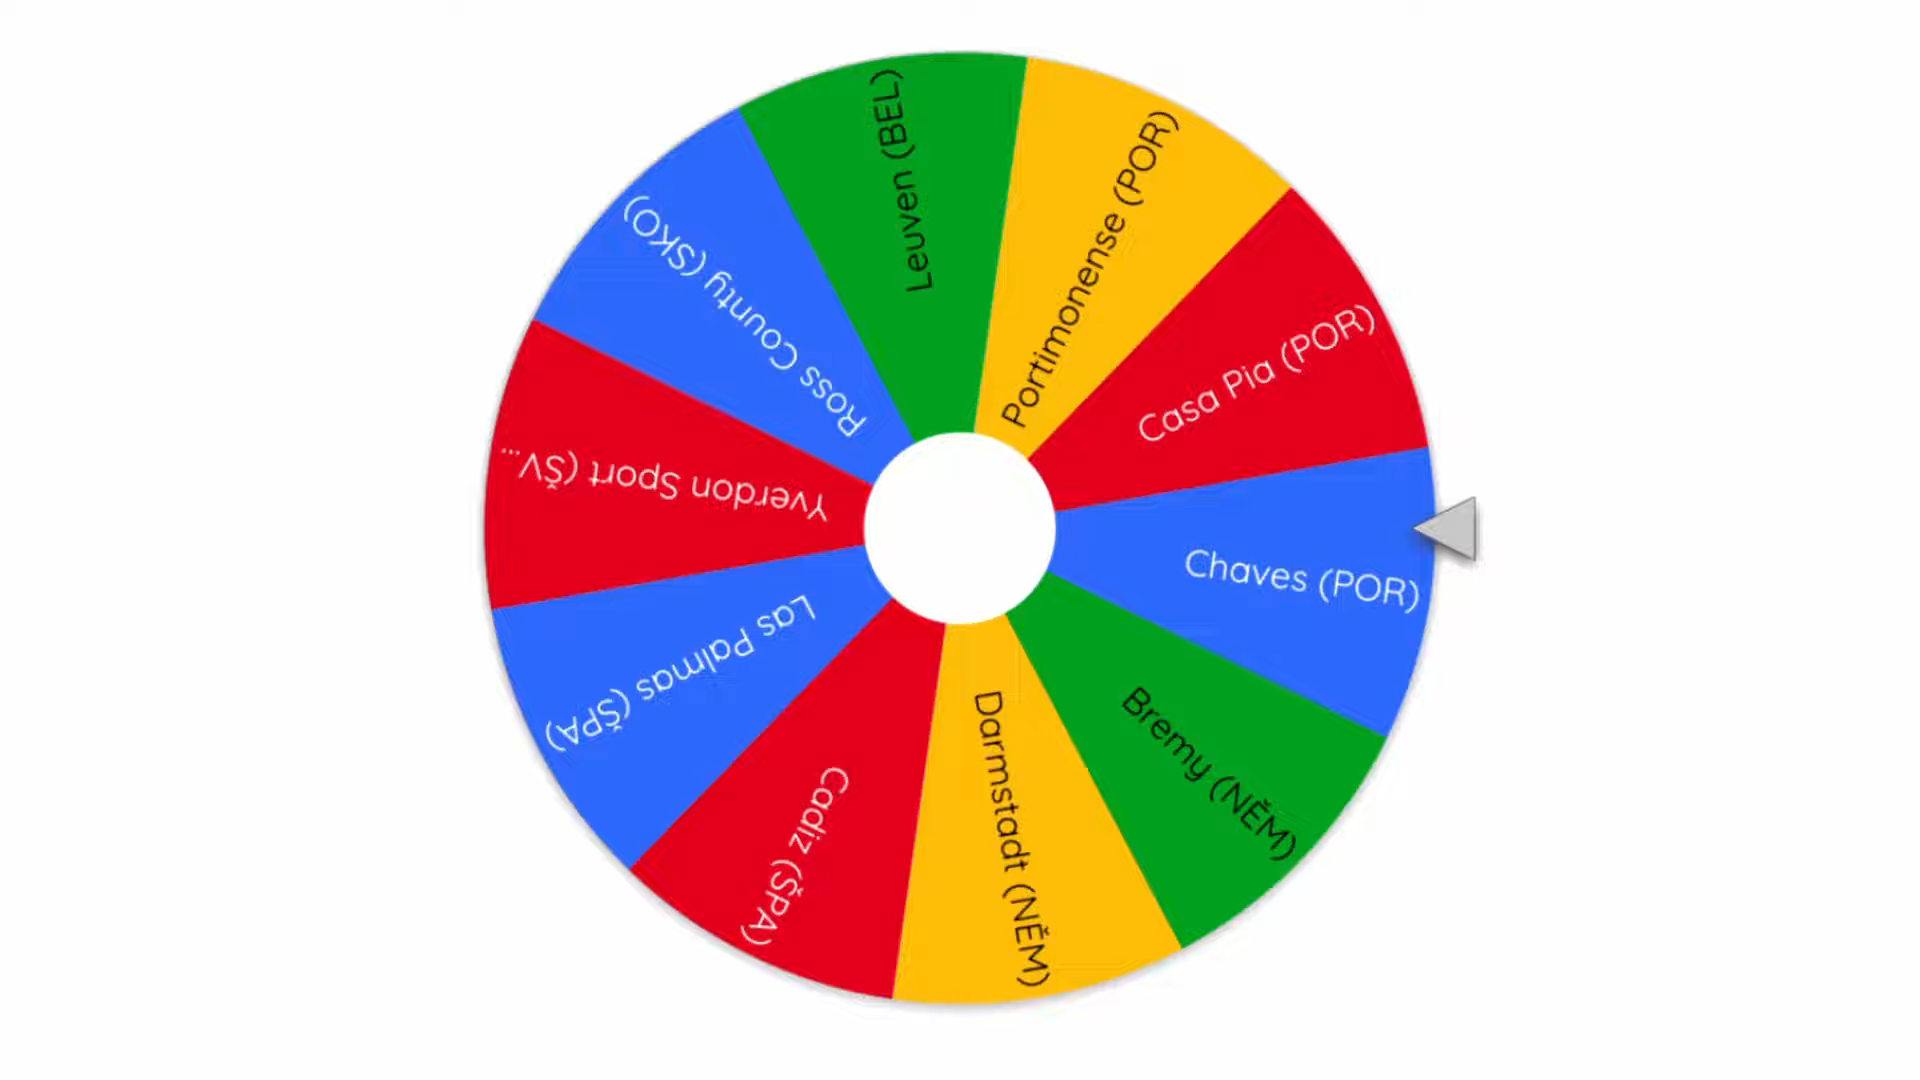 Leuven (BEL)
Portimonense (POR)
Casa Pia (POR)
Chaves (POR)
Bremy (NĚM)
Darmstadt (NĚM)
Cadiz (ŠPA)
Las Palmas (ŠPA)
Yverdon Sport (ŠV...
Ross County (SKO)